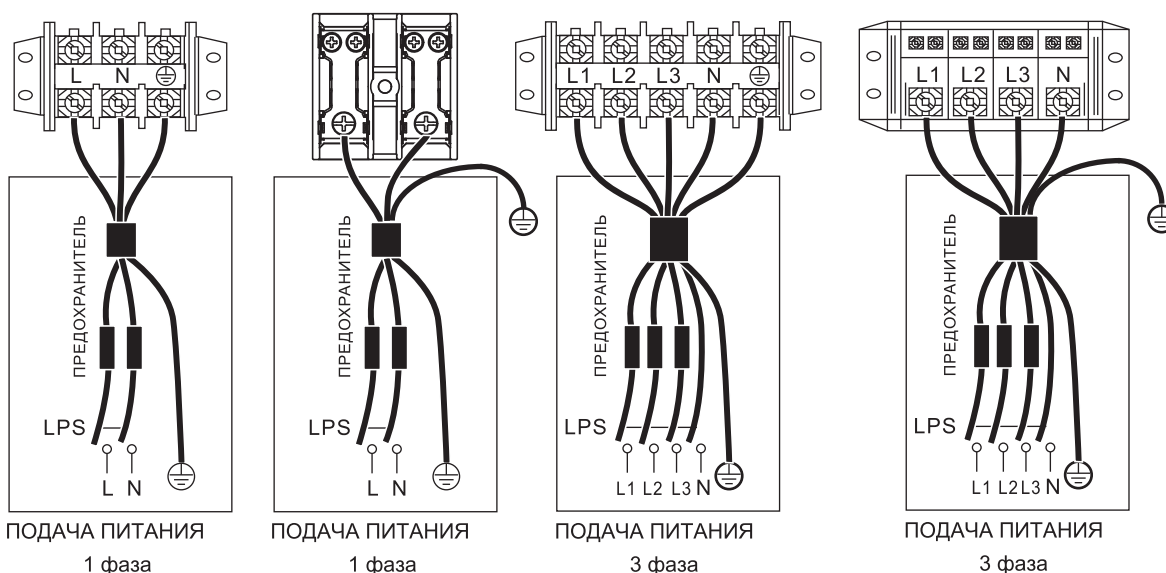 L N
L1 L2 L3 N
L1 L2 L3 N
ПРЕДОХРАНИТЕЛЬ
ПРЕДОХРАНИТЕЛЬ
ПРЕДОХРАНИТЕЛЬ
ПРЕДОХРАНИТЕЛЬ
LPS
LPS
LPS
LPS
L N
L N
L1 L2 L3 N
L1 L2 L3 N
ПОДАЧА ПИТАНИЯ
1 фаза
ПОДАЧА ПИТАНИЯ
1 фаза
ПОДАЧА ПИТАНИЯ
3 фаза
ПОДАЧА ПИТАНИЯ
3 фаза